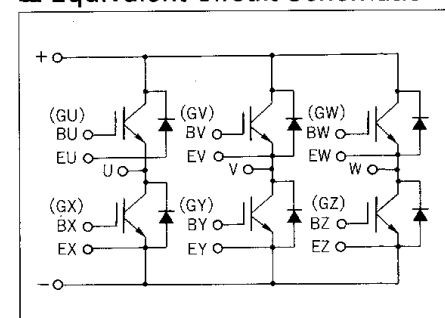 Equivalent Circuit Schematic
+
(GU) (GV) (GW)
BU BV BW
EU EV EW
U V W
(GX) (GY) (GZ)
BX BY BZ
EX EY EZ
−